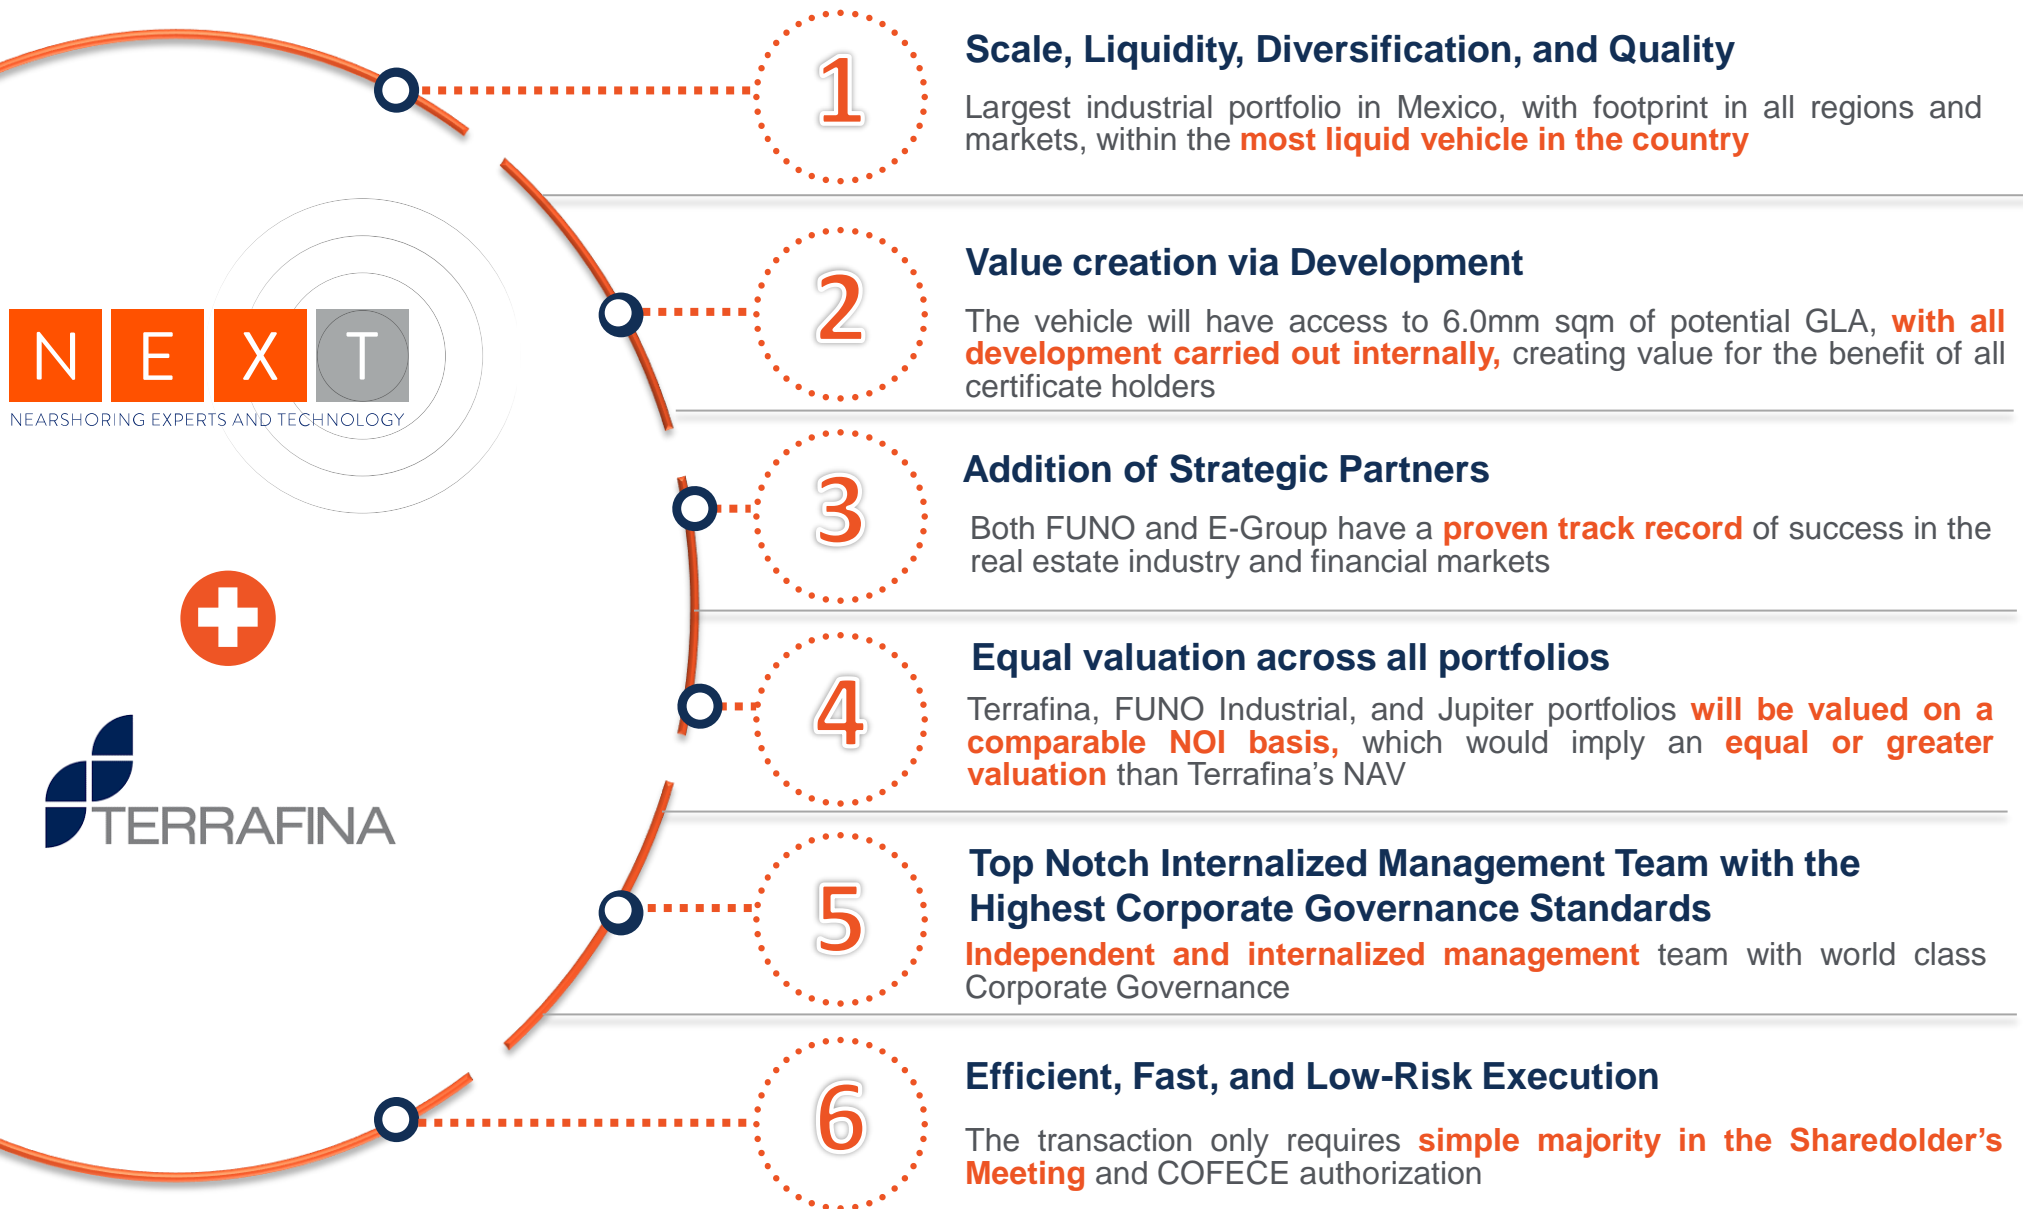 1
Scale, Liquidity, Diversification, and Quality
Largest industrial portfolio in Mexico, with footprint in all regions and
markets, within the most liquid vehicle in the country
2
Value creation via Development
The vehicle will have access to 6.0mm sqm of potential GLA, with all
development carried out internally, creating value for the benefit of all
certificate holders
NEXT
NEARSHORING EXPERTS AND TECHNOLOGY
3
Addition of Strategic Partners
Both FUNO and E-Group have a proven track record of success in the
real estate industry and financial markets
4
Equal valuation across all portfolios
Terrafina, FUNO Industrial, and Jupiter portfolios will be valued on a
comparable NOI basis, which would imply an equal or greater
valuation than Terrafina's NAV
TERRAFINA
5
Top Notch Internalized Management Team with the
Highest Corporate Governance Standards
Independent and internalized management team with world class
Corporate Governance
6
Efficient, Fast, and Low-Risk Execution
The transaction only requires simple majority in the Sharedolder's
Meeting and COFECE authorization